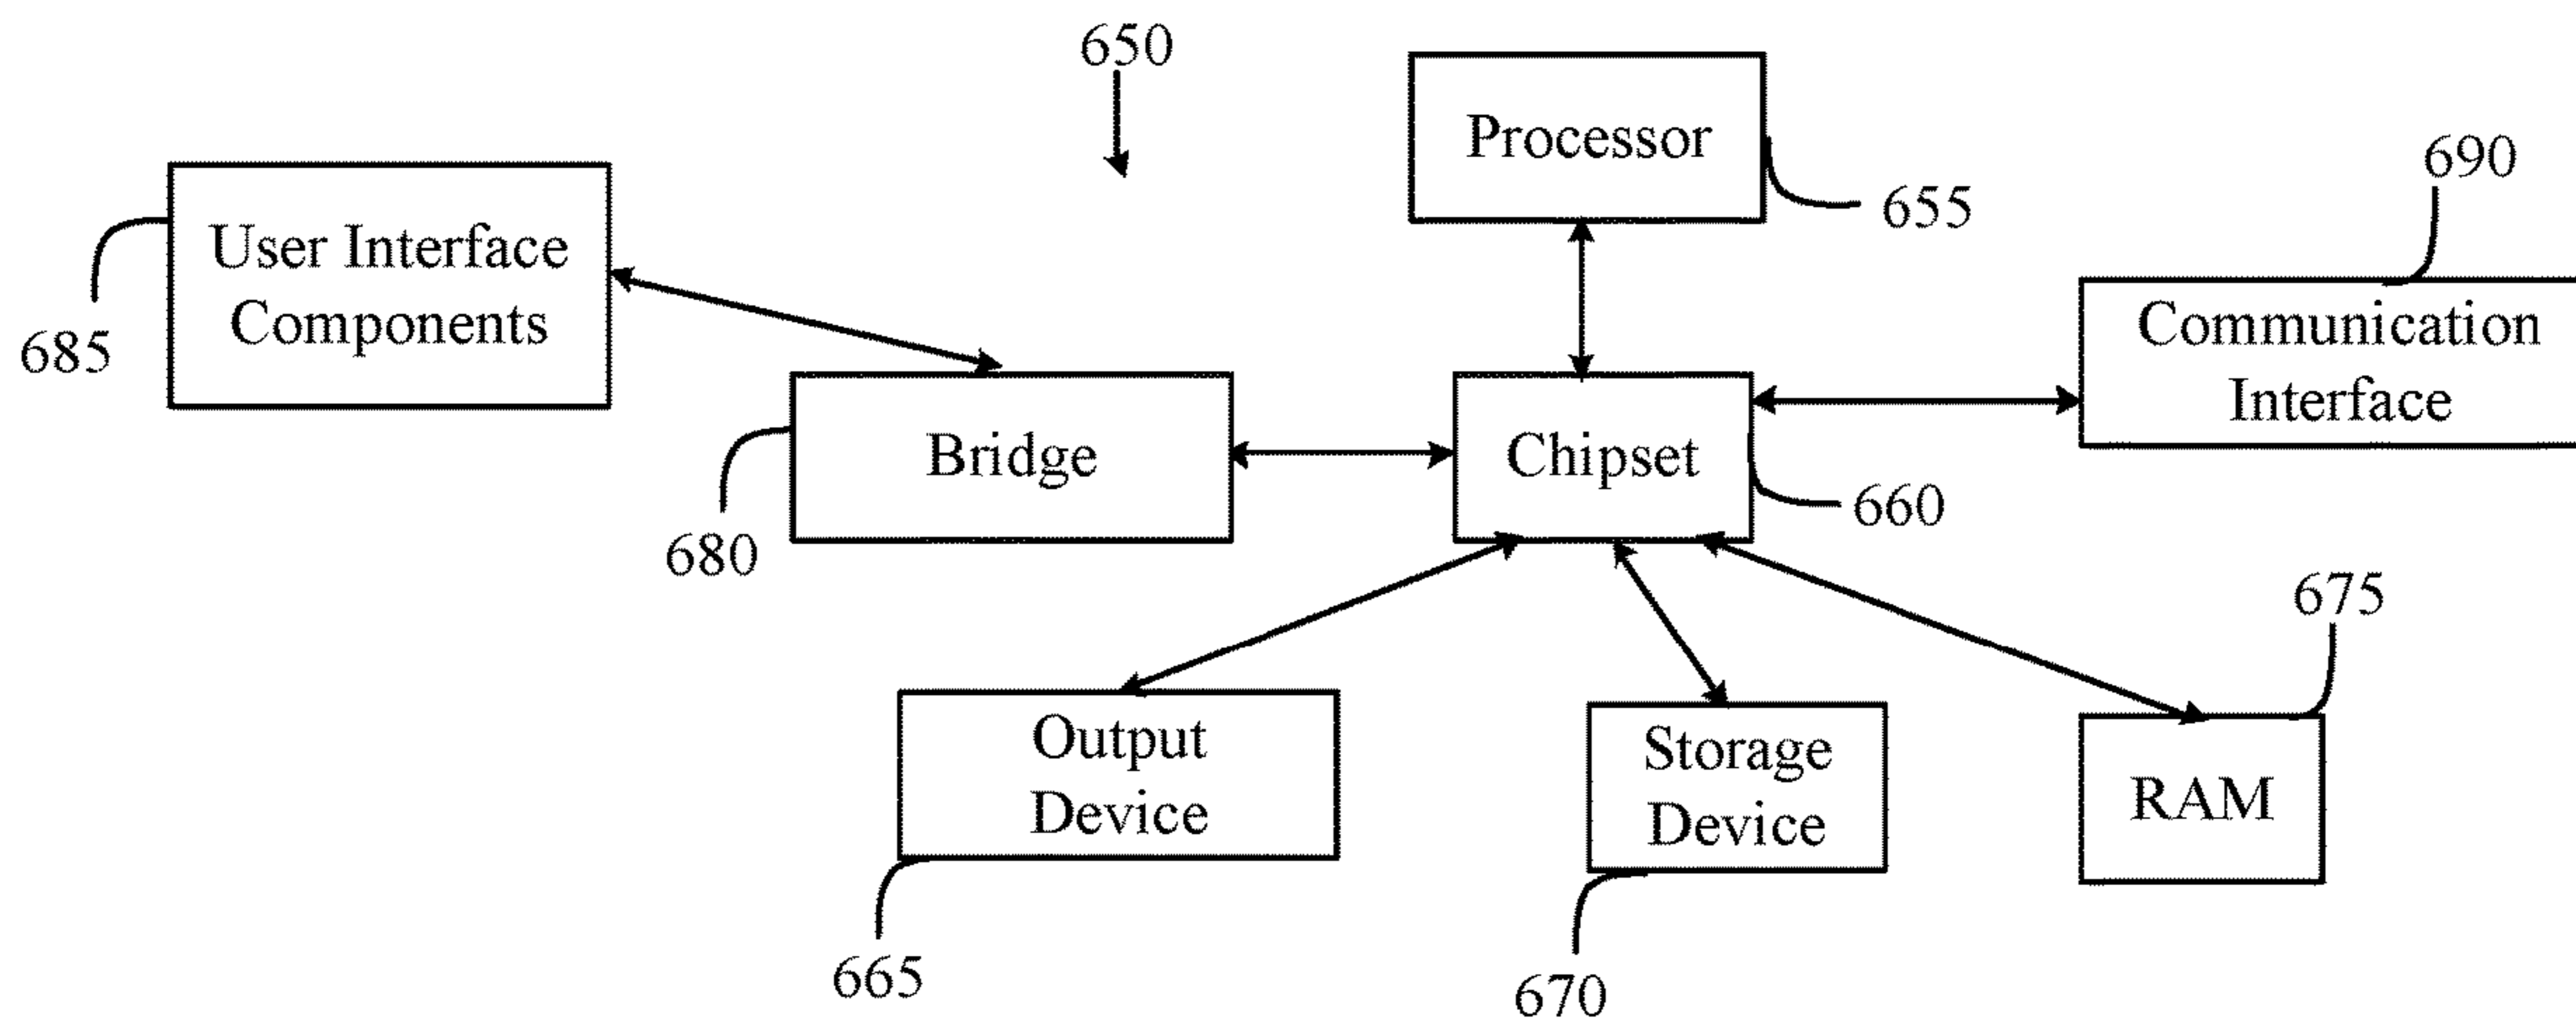 650
Processor
690
655
User Interface
Components
685
Communication
Interface
Bridge
680
Chipset
660
675
Output
Device
665
Storage
Device
670
RAM